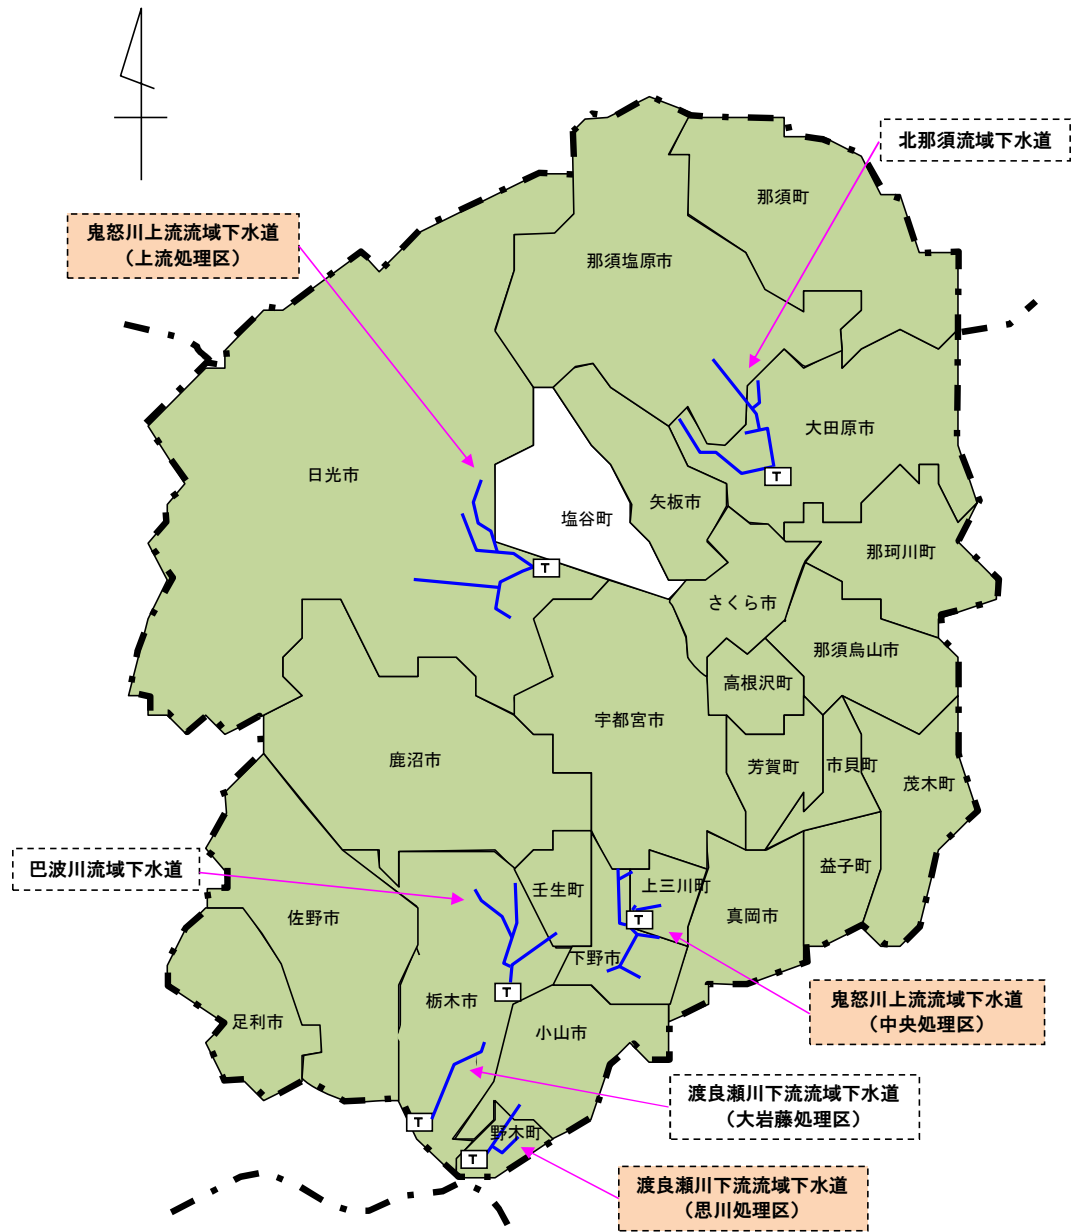 北那須流域下水道
那須町
鬼怒川上流流域下水道
(上流処理区)
那須塩原市
大田原市
日光市
T
矢板市
塩谷町
那珂川町
T
さくら市
那須烏山市
高根沢町
宇都宮市
鹿沼市
芳賀町
市貝町
茂木町
巴波川流域下水道
益子町
壬生町
上三川町
佐野市
真岡市
T
下野市
T
栃木市
鬼怒川上流流域下水道
(中央処理区)
足利市
小山市
渡良瀬川下流流域下水道
(大岩藤処理区)
T
野木町
T
渡良瀬川下流流域下水道
(思川処理区)